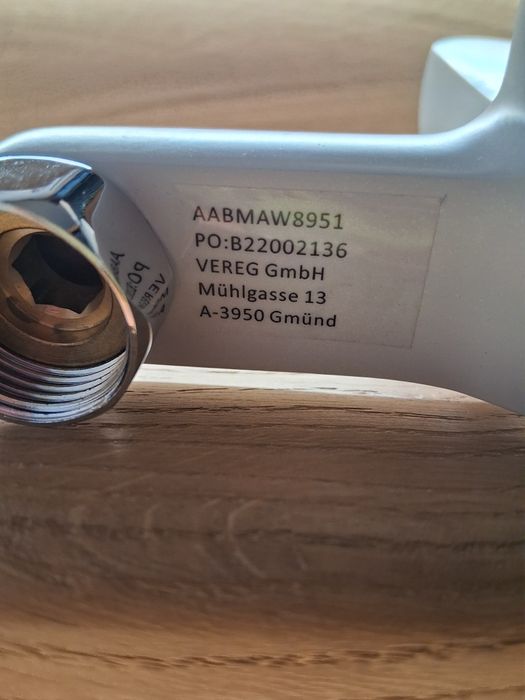 AABMAW8951
PO:B22002136
VEREG GmbH
Mühlgasse 13
A-3950 Gmünd